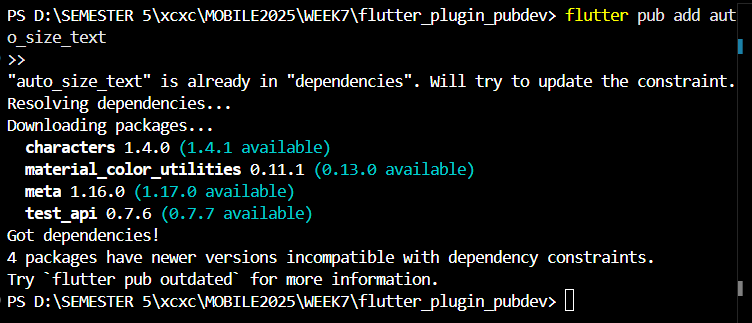 PS D:\SEMESTER 5\xcxc\MOBILE2025\WEEK7\flutter_plugin_pubdev> flutter pub add aut
o_size_text
>>
"auto_size_text" is already in "dependencies". Will try to update the constraint.
Resolving dependencies...
Downloading packages...
  characters 1.4.0 (1.4.1 available)
  material_color_utilities 0.11.1 (0.13.0 available)
  meta 1.16.0 (1.17.0 available)
  test_api 0.7.6 (0.7.7 available)
Got dependencies!
4 packages have newer versions incompatible with dependency constraints.
Try `flutter pub outdated` for more information.
PS D:\SEMESTER 5\xcxc\MOBILE2025\WEEK7\flutter_plugin_pubdev>